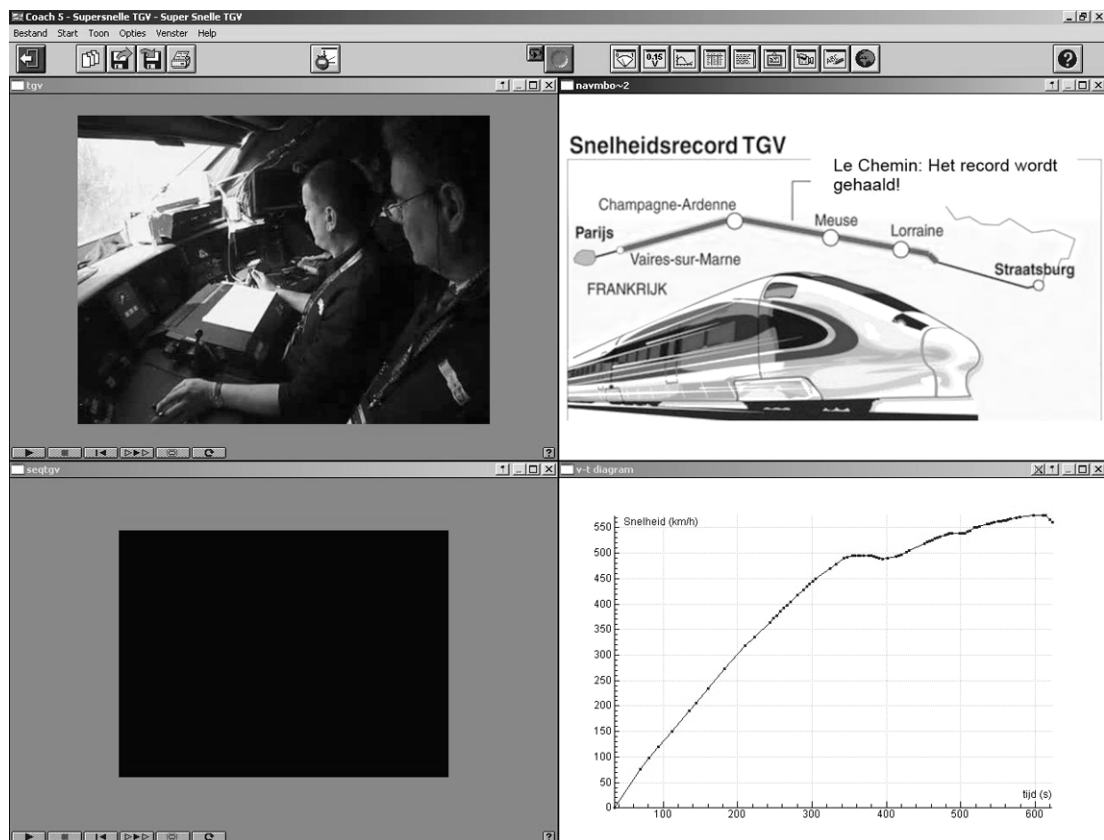 Coach 5 - Supersnelle TGV - Super Snelle TGV
Bestand Start Toon Opties Venster Help
0.15
V
?
tgv
?
navmbo~2
Snelheidsrecord TGV
Le Chemin: Het record wordt
gehaald!
Champagne-Ardenne
Meuse
Lorraine
Parijs
Vaires-sur-Marne
Straatsburg
FRANKRIJK
seqtgv
?
v-t diagram
Snelheid (km/h)
550
500
450
400
350
300
250
200
150
100
50
0
100 200 300 400 500 600
tijd (s)